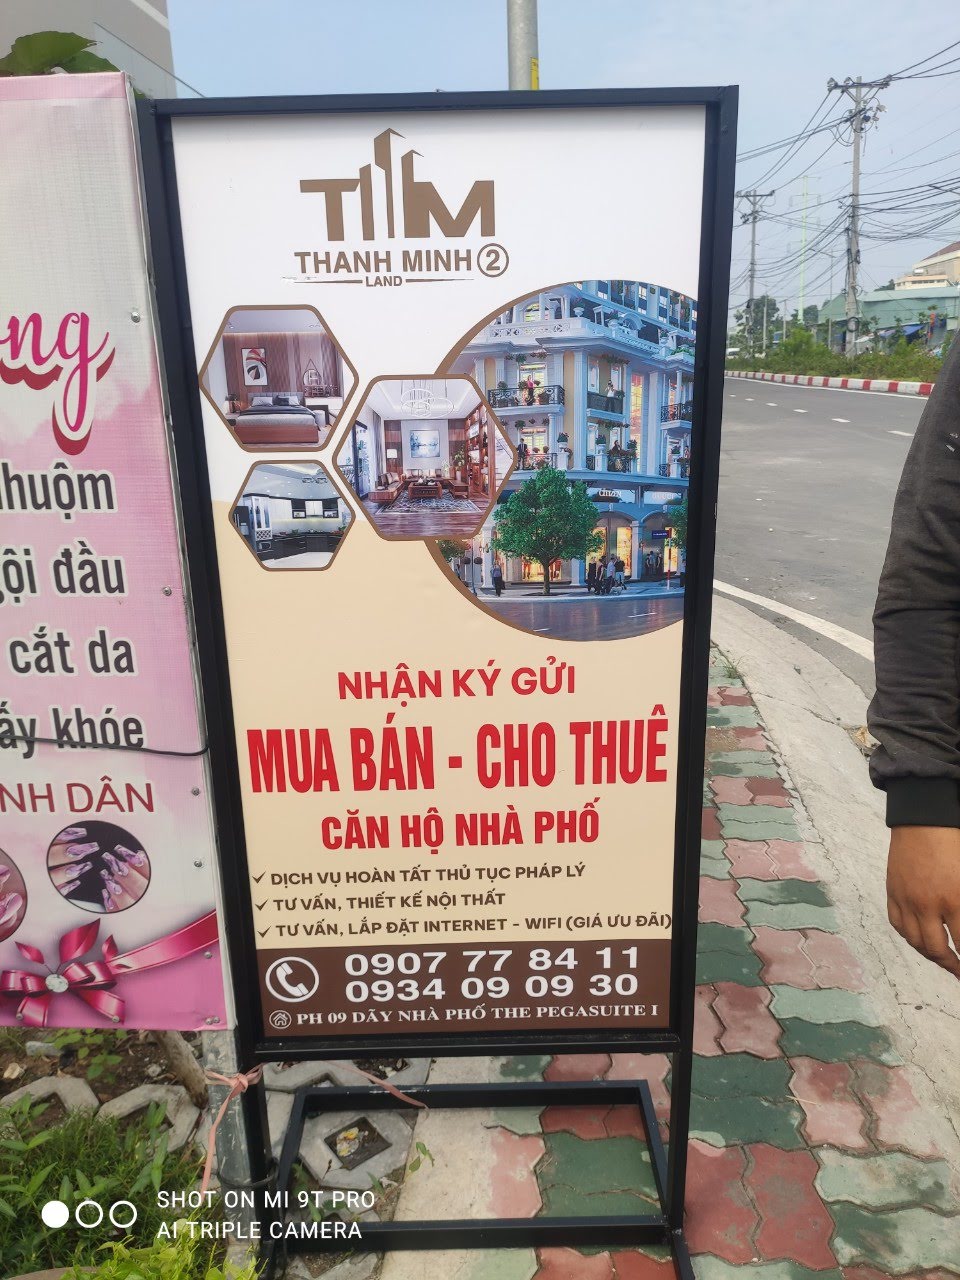 TM
THANH MINH 2
LAND
NHẬN KÝ GỬI
MUA BÁN - CHO THUÊ
CĂN HỘ NHÀ PHỐ
DỊCH VỤ HOÀN TẤT THỦ TỤC PHÁP LÝ
TƯ VẤN, THIẾT KẾ NỘI THẤT
TƯ VẤN, LẮP ĐẶT INTERNET - WIFI (GIÁ ƯU ĐÃI)
0907 77 84 11
0934 09 09 30
PH 09 DÃY NHÀ PHỐ THE PEGASUITE I
ng
nhuộm
gội đầu
cắt da
ấy khóe
NH DÂN
CITIZEN
SHOT ON MI 9T PRO
AI TRIPLE CAMERA